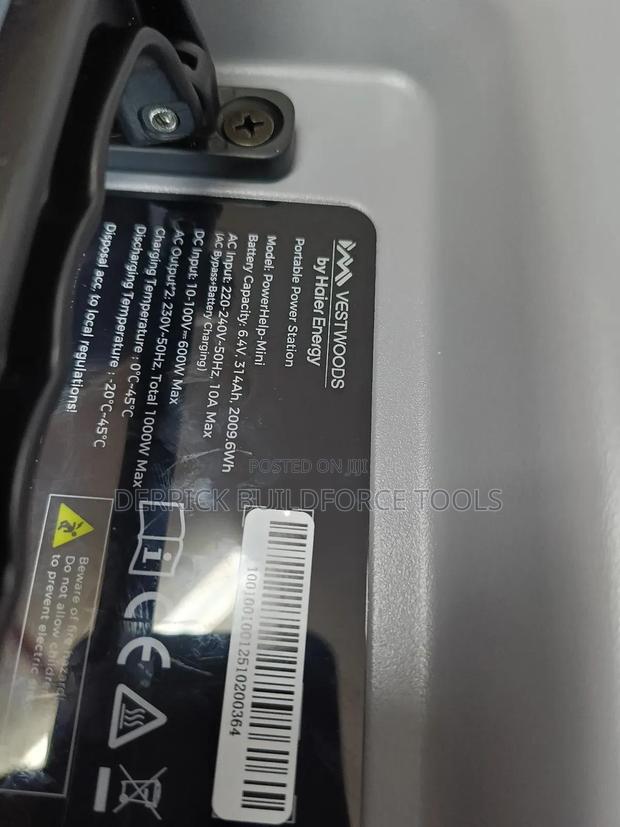 VESTWOODS
by Haier Energy
Portable Power Station
Model: PowerHelp-Mini
Battery Capacity: 6.4V, 314Ah, 2009.6Wh
AC Input: 220-240V~50Hz, 10A Max
(AC Bypass+Battery Charging)
DC Input: 10-100V⎓600W Max
AC Output*2: 230V~50Hz, Total 1000W Max
Charging Temperature : 0°C-45°C
Discharging Temperature : -20°C-45°C
Disposal acc. to local regulations!
1001001001251020036​4
Beware of fire hazard!
Do not allow children
to prevent electric
POSTED ON JIJI
DERRICK BUILDFORCE TOOLS